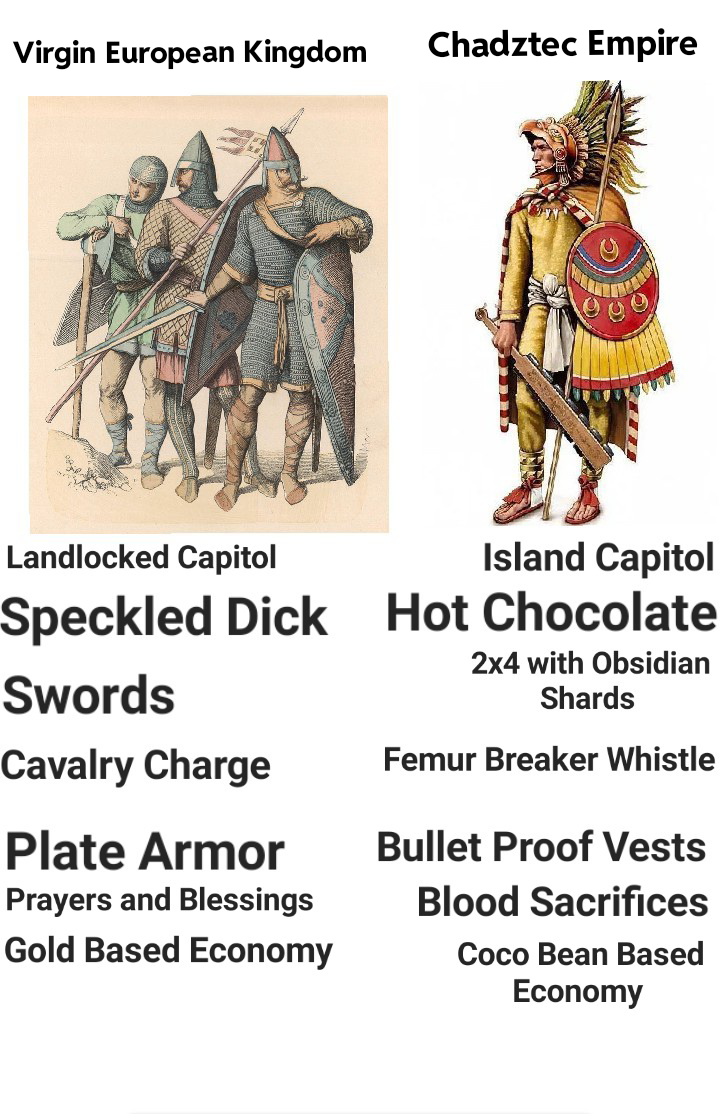 Virgin European Kingdom
Chadztec Empire
Landlocked Capitol
Island Capitol
Speckled Dick
Hot Chocolate
Swords
2x4 with Obsidian
Shards
Cavalry Charge
Femur Breaker Whistle
Plate Armor
Bullet Proof Vests
Prayers and Blessings
Blood Sacrifices
Gold Based Economy
Coco Bean Based
Economy